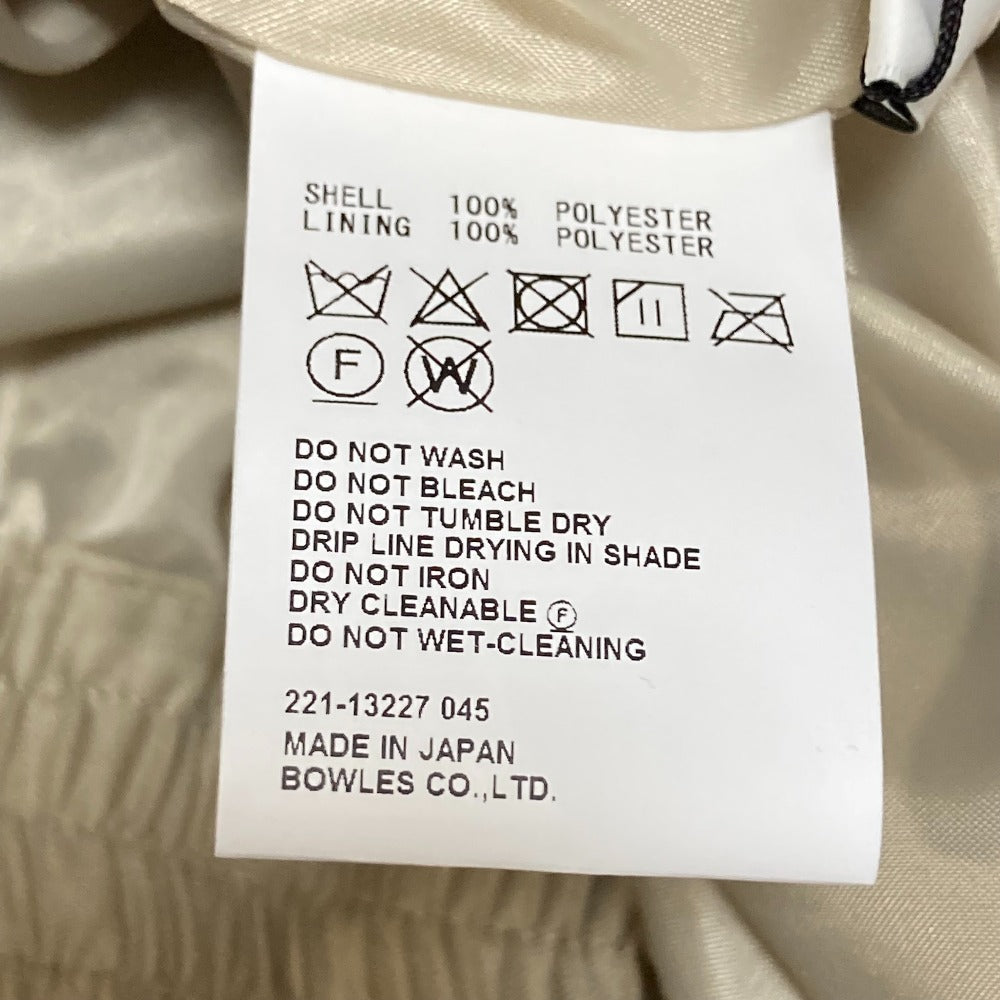 SHELL 100% POLYESTER
LINING 100% POLYESTER
F W
DO NOT WASH
DO NOT BLEACH
DO NOT TUMBLE DRY
DRIP LINE DRYING IN SHADE
DO NOT IRON
DRY CLEANABLE Ⓕ
DO NOT WET-CLEANING
221-13227 045
MADE IN JAPAN
BOWLES CO.,LTD.